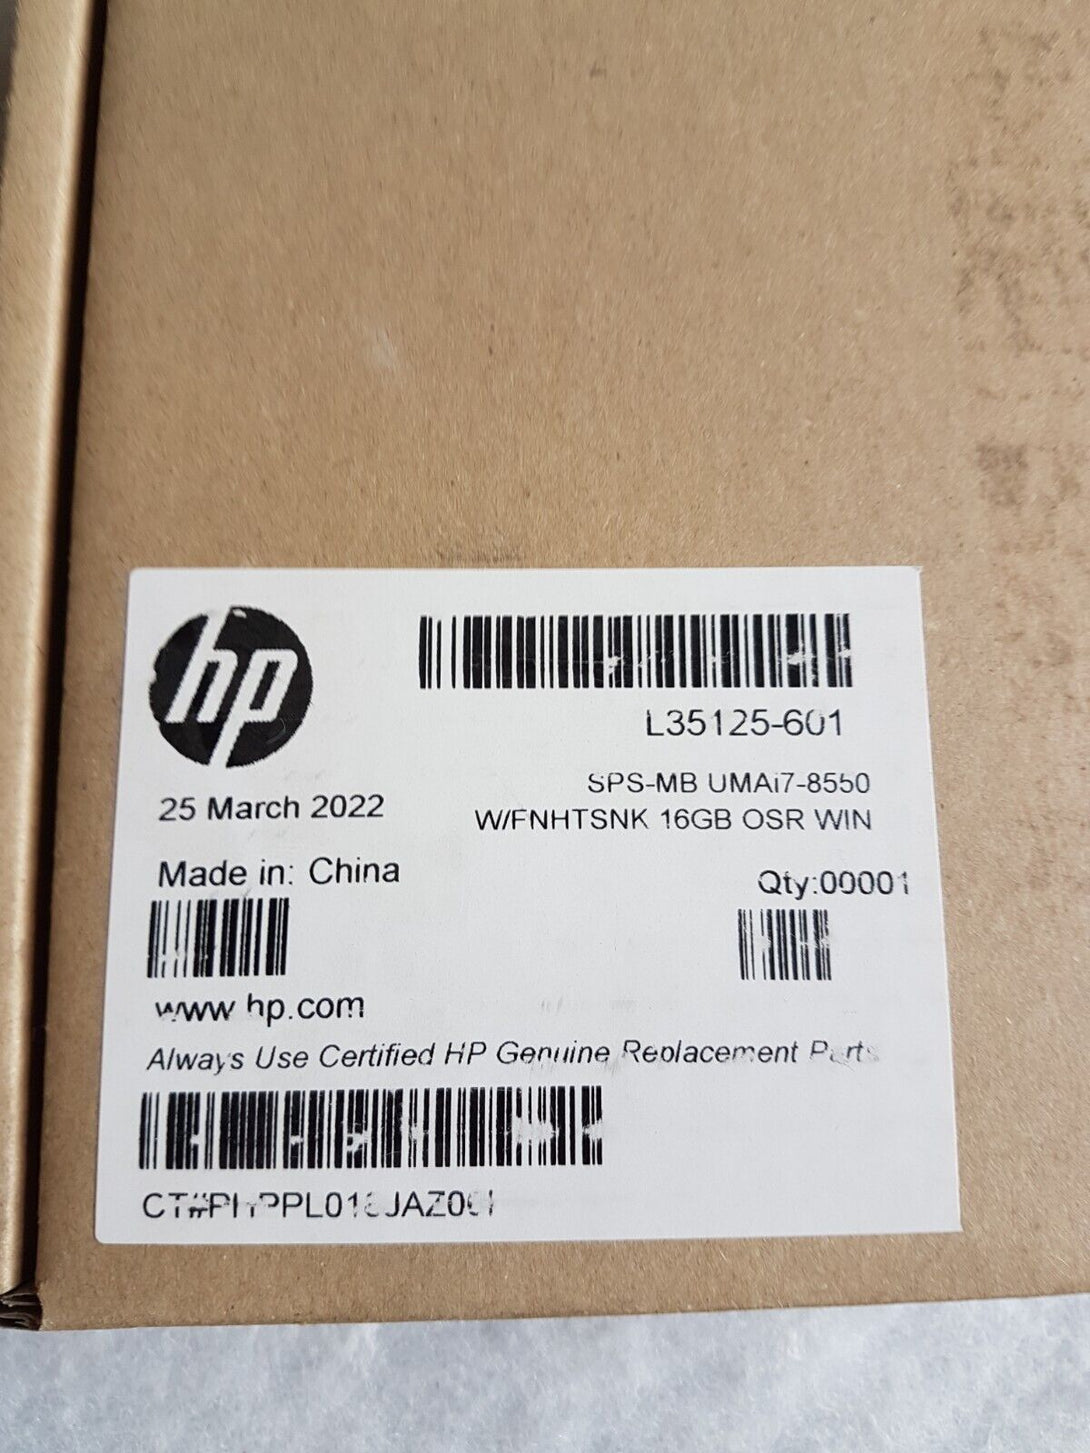 hp
L35125-601
SPS-MB UMAi7-8550
25 March 2022
W/FNHTSNK 16GB OSR WIN
Made in: China
Qty:00001
www hp.com
Always Use Certified HP Genuine Replacement Parts